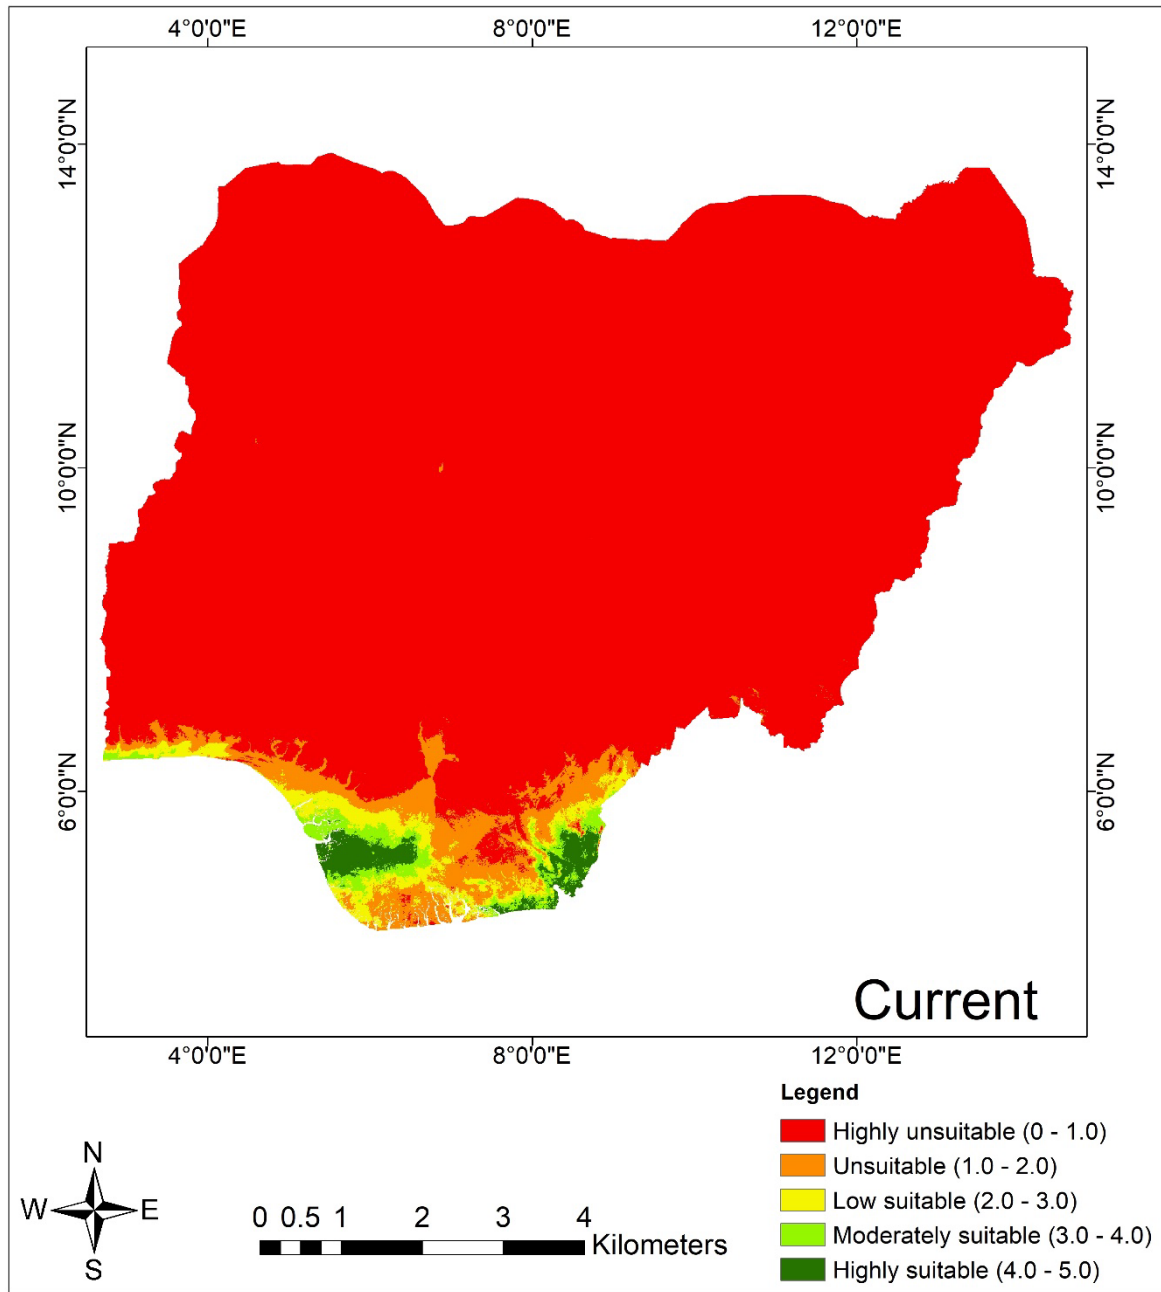 4°0'0"E 8°0'0"E 12°0'0"E
14°0'0"N 14°0'0"N
10°0'0"N 10°0'0"N
6°0'0"N 6°0'0"N
Current
4°0'0"E 8°0'0"E 12°0'0"E
Legend
Highly unsuitable (0 - 1.0)
Unsuitable (1.0 - 2.0)
Low suitable (2.0 - 3.0)
Moderately suitable (3.0 - 4.0)
Highly suitable (4.0 - 5.0)
N
W E
S
0 0.5 1 2 3 4
Kilometers